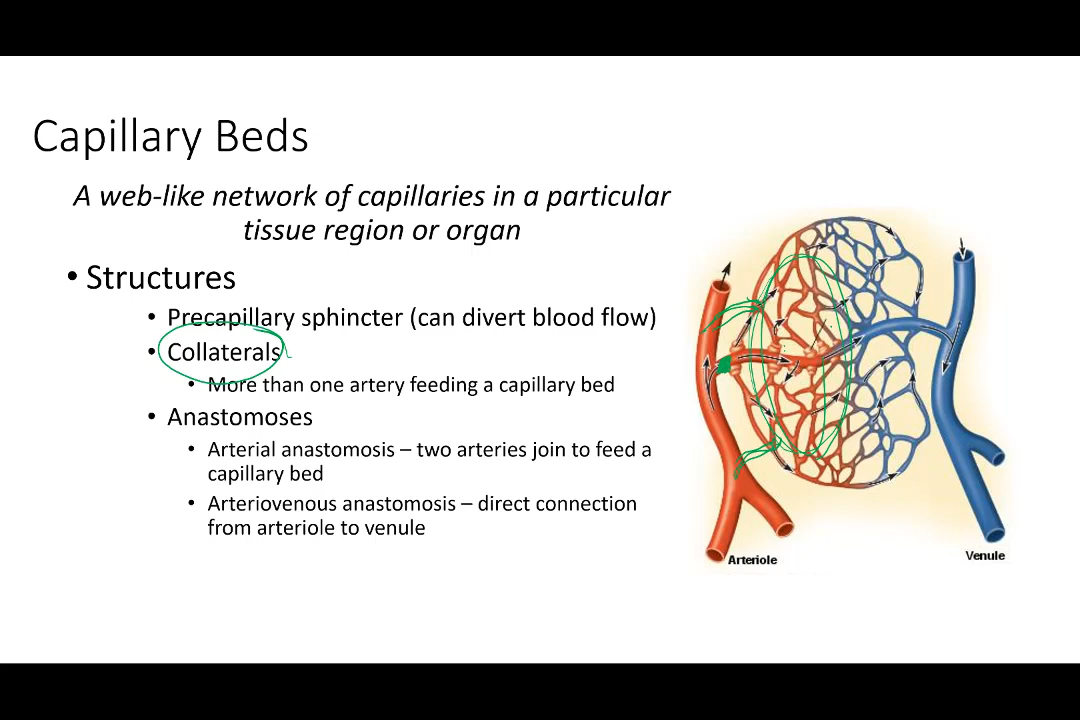 Capillary Beds
A web-like network of capillaries in a particular
tissue region or organ
• Structures
• Precapillary sphincter (can divert blood flow)
• Collaterals
• More than one artery feeding a capillary bed
• Anastomoses
• Arterial anastomosis – two arteries join to feed a
capillary bed
• Arteriovenous anastomosis – direct connection
from arteriole to venule
Arteriole
Venule